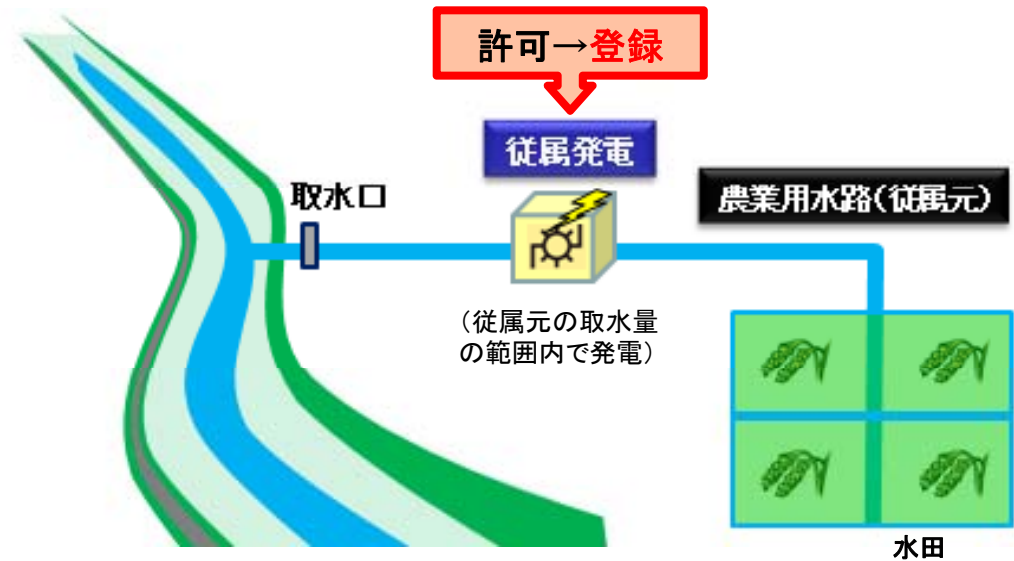 許可→登録
従属発電
取水口
農業用水路(従属元)
（従属元の取水量
の範囲内で発電）
水田